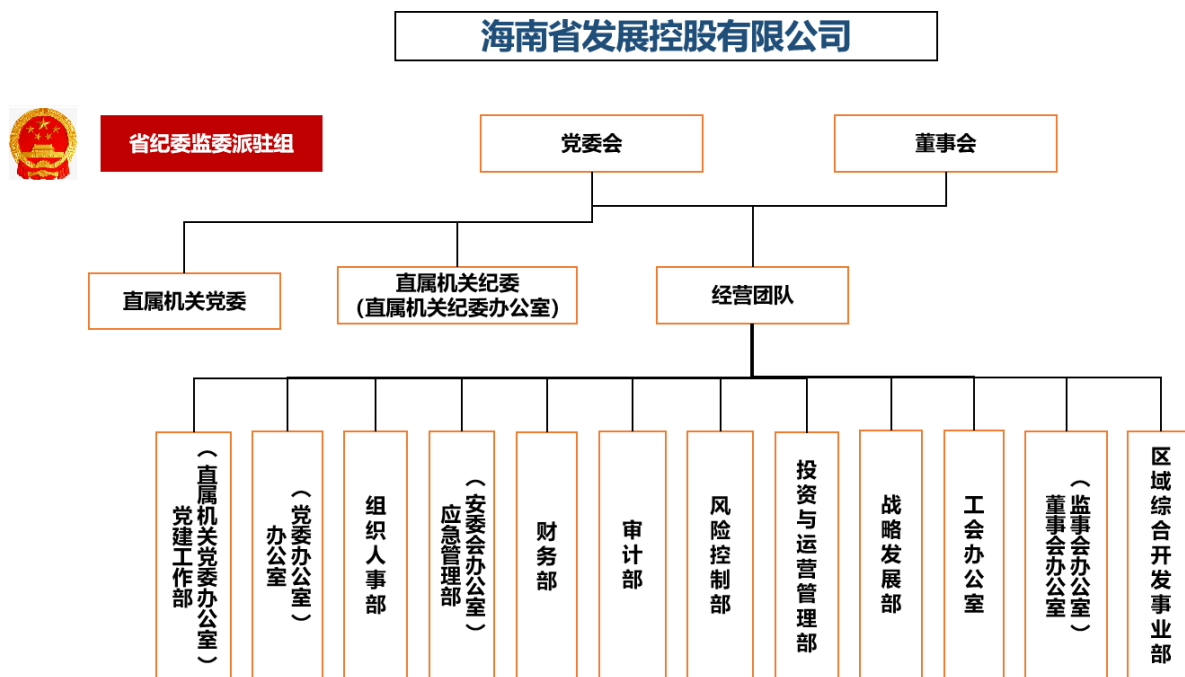 海南省发展控股有限公司
省纪委监委派驻组
党委会
董事会
直属机关党委
直属机关纪委
（直属机关纪委办公室）
经营团队
党建工作部
（直属机关党委办公室）
办公室
（党委办公室）
组织人事部
应急管理部
（安委会办公室）
财务部
审计部
风险控制部
投资与运营管理部
战略发展部
工会办公室
董事会办公室
（监事会办公室）
区域综合开发事业部